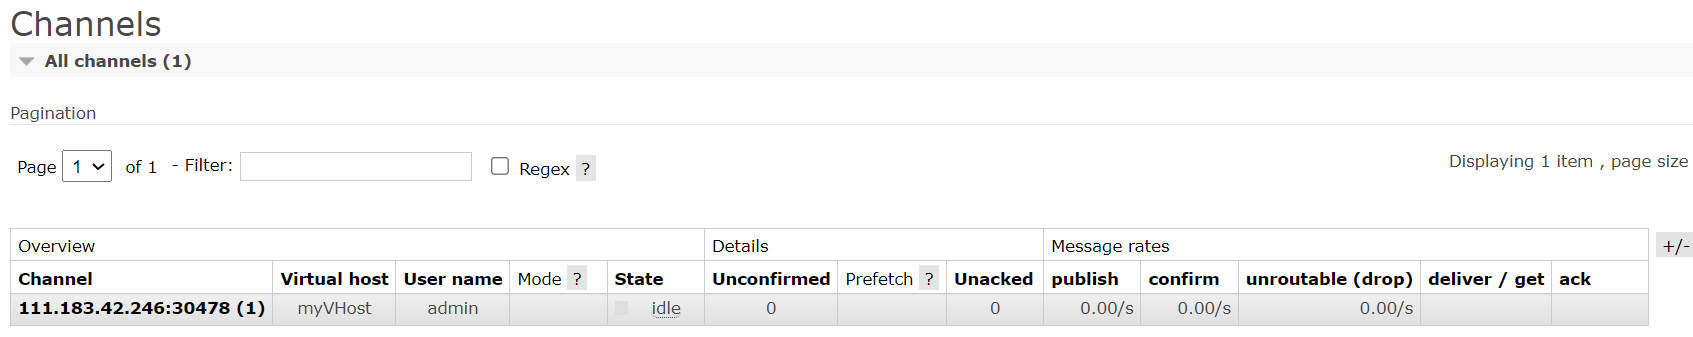 Channels
All channels (1)
Pagination
Page 1 of 1 - Filter: Regex ? Displaying 1 item , page size
Overview Details Message rates +/-
Channel Virtual host User name Mode ? State Unconfirmed Prefetch ? Unacked publish confirm unroutable (drop) deliver / get ack
111.183.42.246:30478 (1) myVHost admin idle 0 0 0.00/s 0.00/s 0.00/s